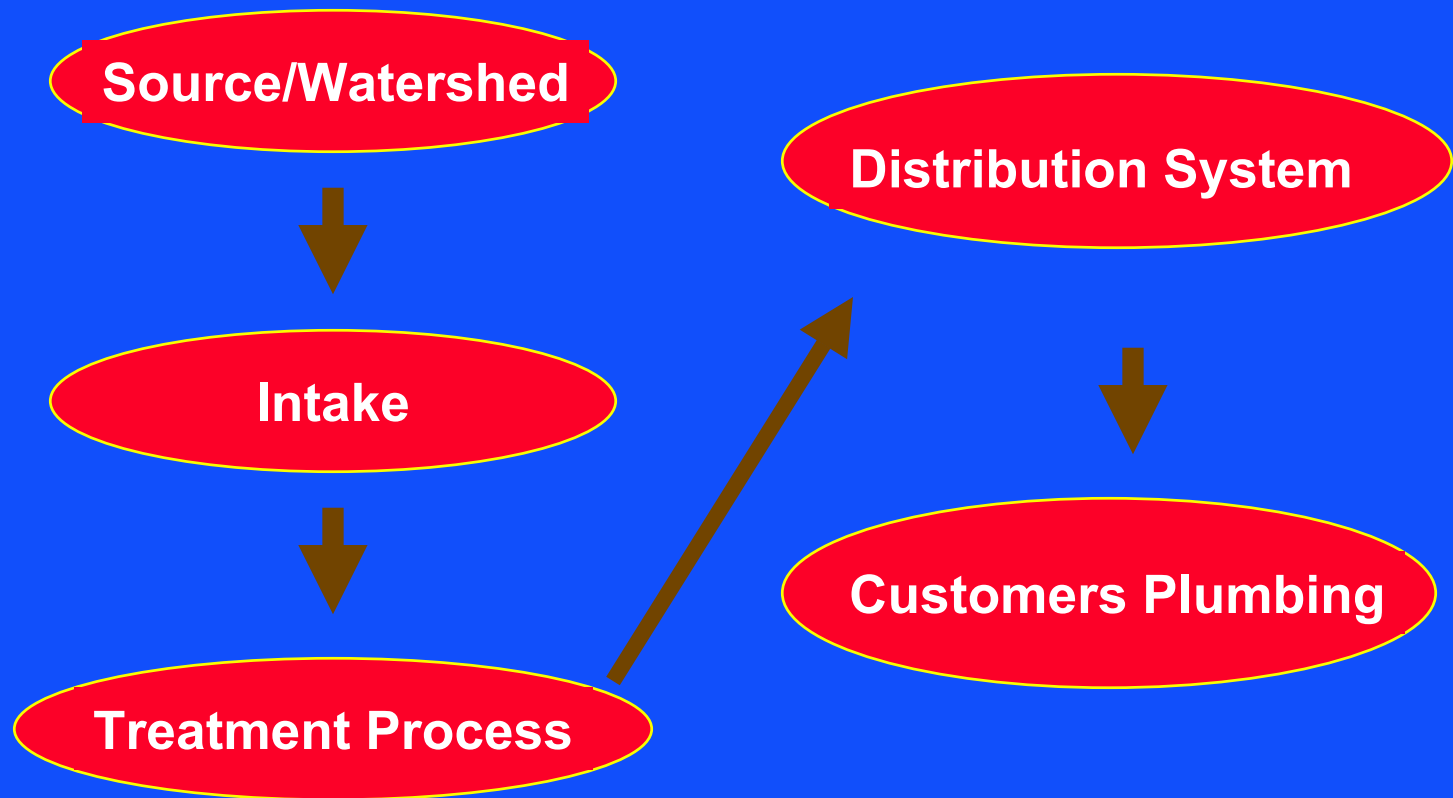 Source/Watershed
Intake
Treatment Process
Distribution System
Customers Plumbing